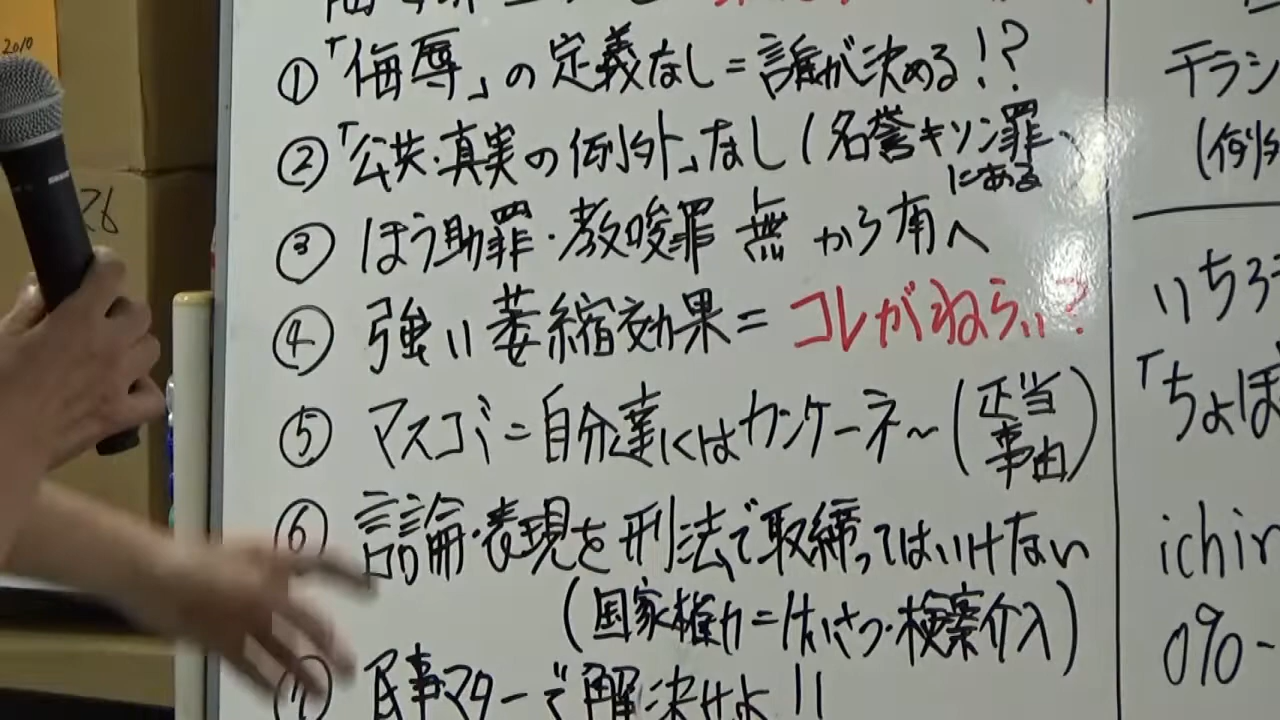 2010
26
①「侮辱」の定義なし=誰が決める!?
②「公共・真実の例外」なし(名誉キソン罪にある)
③ ほう助罪・教唆罪 無から有へ
④ 強い萎縮効果=コレがねらい?
⑤ マスコミ=自分達にはカンケーネ~(正当事由)
⑥ 言論・表現を刑法で取締ってはいけない
(国家権力=けいさつ・検察介入)
民事マターで解決せよ!!
チラシ
(例外
いちろ
「ちょぼ
ichir
0%-